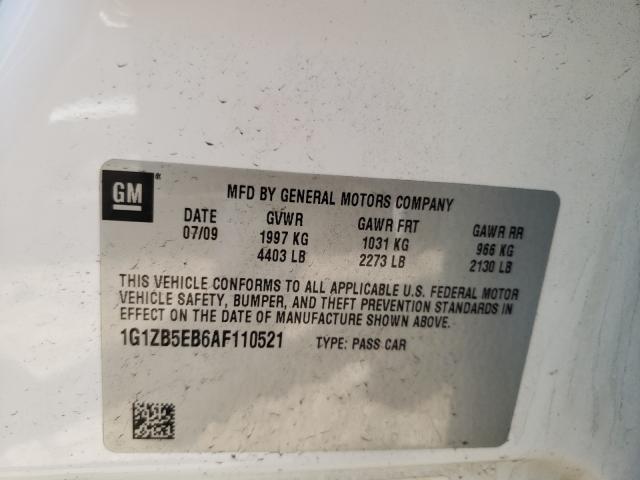 GM
MFD BY GENERAL MOTORS COMPANY
DATE GVWR GAWR FRT GAWR RR
07/09 1997 KG 1031 KG 966 KG
4403 LB 2273 LB 2130 LB
THIS VEHICLE CONFORMS TO ALL APPLICABLE U.S. FEDERAL MOTOR
VEHICLE SAFETY, BUMPER, AND THEFT PREVENTION STANDARDS
IN EFFECT ON THE DATE OF MANUFACTURE SHOWN ABOVE.
1G1ZB5EB6AF110521 TYPE: PASS CAR